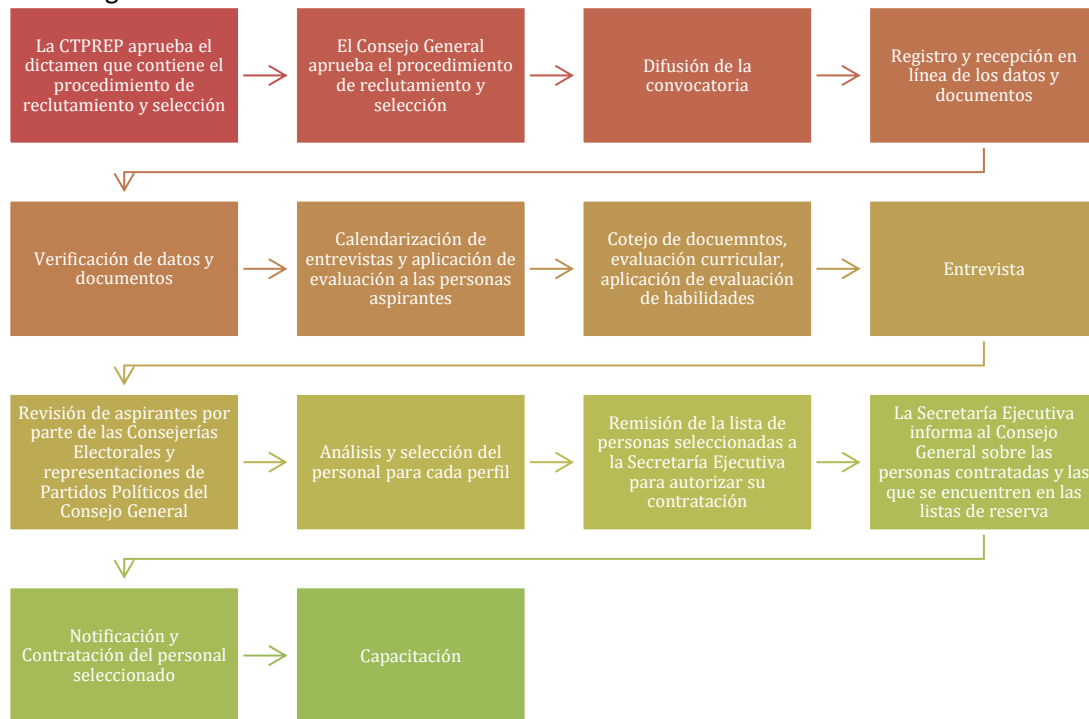 La CTPREP aprueba el
dictamen que contiene el
procedimiento de
reclutamiento y selección
El Consejo General
aprueba el procedimiento
de reclutamiento y
selección
Difusión de la
convocatoria
Registro y recepción en
línea de los datos y
documentos
Verificación de datos y
documentos
Calendarización de
entrevistas y aplicación de
evaluación a las personas
aspirantes
Cotejo de docuemntos,
evaluación curricular,
aplicación de evaluación
de habilidades
Entrevista
Revisión de aspirantes por
parte de las Consejerías
Electorales y
representaciones de
Partidos Políticos del
Consejo General
Análisis y selección del
personal para cada perfil
Remisión de la lista de
personas seleccionadas a
la Secretaría Ejecutiva
para autorizar su
contratación
La Secretaría Ejecutiva
informa al Consejo
General sobre las
personas contratadas y las
que se encuentren en las
listas de reserva
Notificación y
Contratación del personal
seleccionado
Capacitación